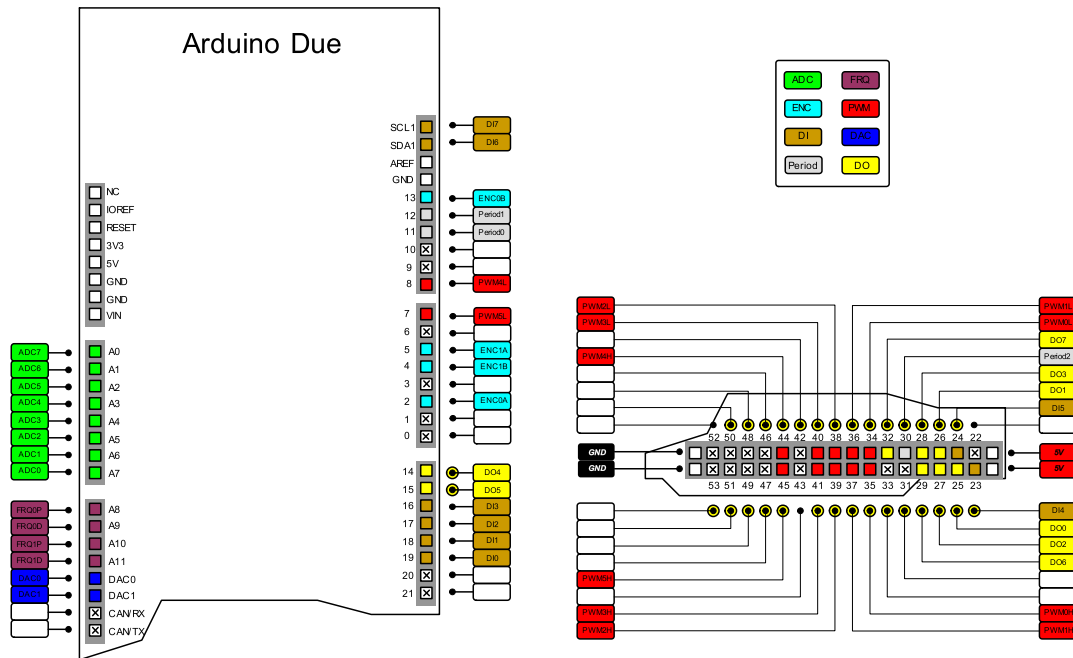 Arduino Due
ADC FRQ
ENC PWM
DI DAC
Period DO
SCL1 DI7
SDA1 DI6
AREF
GND
13 ENC0B
12 Period1
11 Period0
10
9
8 PWM4L
NC
IOREF
RESET
3V3
5V
GND
GND
VIN
7 PWM5L
6
5 ENC1A
4 ENC1B
3
2 ENC0A
1
0
ADC7 A0
ADC6 A1
ADC5 A2
ADC4 A3
ADC3 A4
ADC2 A5
ADC1 A6
ADC0 A7
14 DO4
15 DO5
16 DI3
17 DI2
18 DI1
19 DI0
20
21
FRQ0P A8
FRQ0D A9
FRQ1P A10
FRQ1D A11
DAC0 DAC0
DAC1 DAC1
CAN/RX
CAN/TX
PWM2L PWM1L
PWM3L PWM0L
DO7
PWM4H Period2
DO3
DO1
DI5
52 50 48 46 44 42 40 38 36 34 32 30 28 26 24 22
GND 5V
GND 5V
53 51 49 47 45 43 41 39 37 35 33 31 29 27 25 23
DI4
DO0
DO2
DO6
PWM5H
PWM3H PWM0H
PWM2H PWM1H